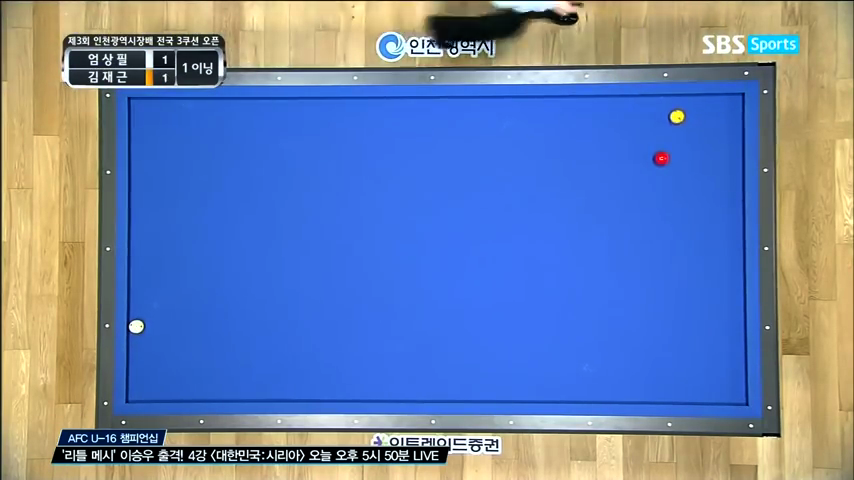 제3회 인천광역시장배 전국 3쿠션 오픈
엄상필 1
김재근 1
1 이닝
인천광역시
SBS Sports
이트레이드증권
AFC U-16 챔피언십
'리틀 메시' 이승우 출격! 4강 <대한민국:시리아> 오늘 오후 5시 50분 LIVE